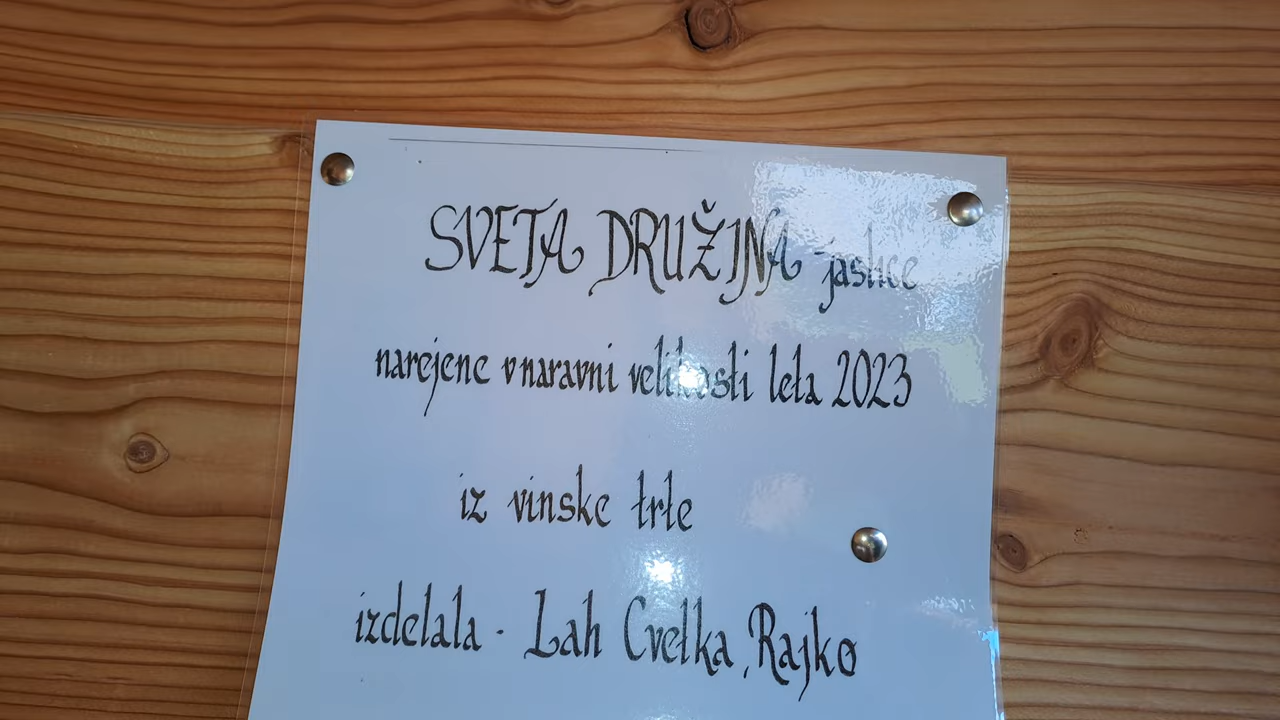 SVETA DRUŽINA - jaslice
narejene v naravni velikosti leta 2023
iz vinske trte
izdelala - Lah Cvetka, Rajko